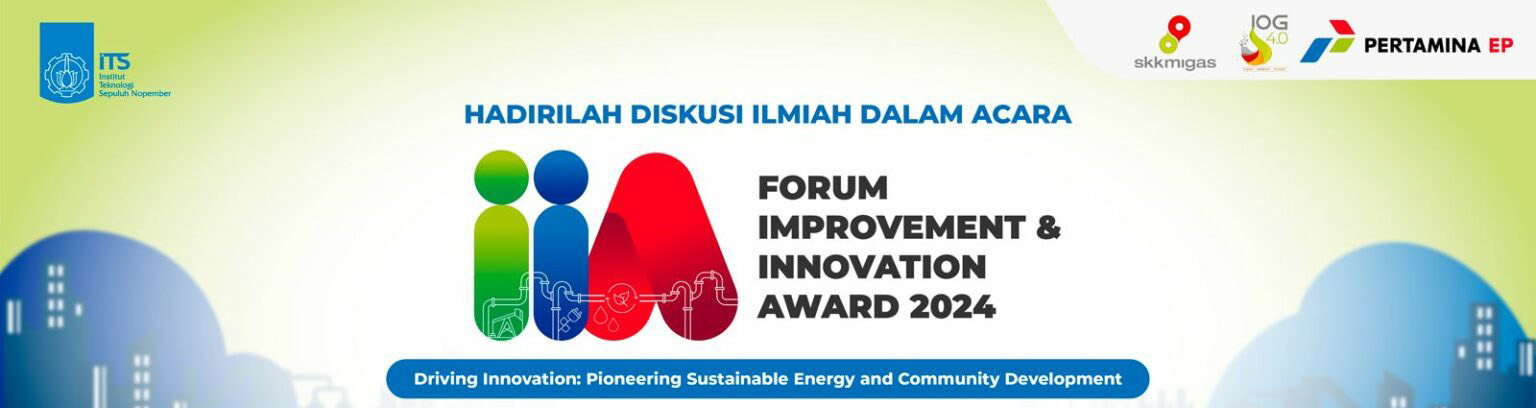 iTS
Institut
Teknologi
Sepuluh Nopember
skkmigas
IOG
4.0
PERTAMINA EP
HADIRILAH DISKUSI ILMIAH DALAM ACARA
iiA
FORUM
IMPROVEMENT &
INNOVATION
AWARD 2024
Driving Innovation: Pioneering Sustainable Energy and Community Development